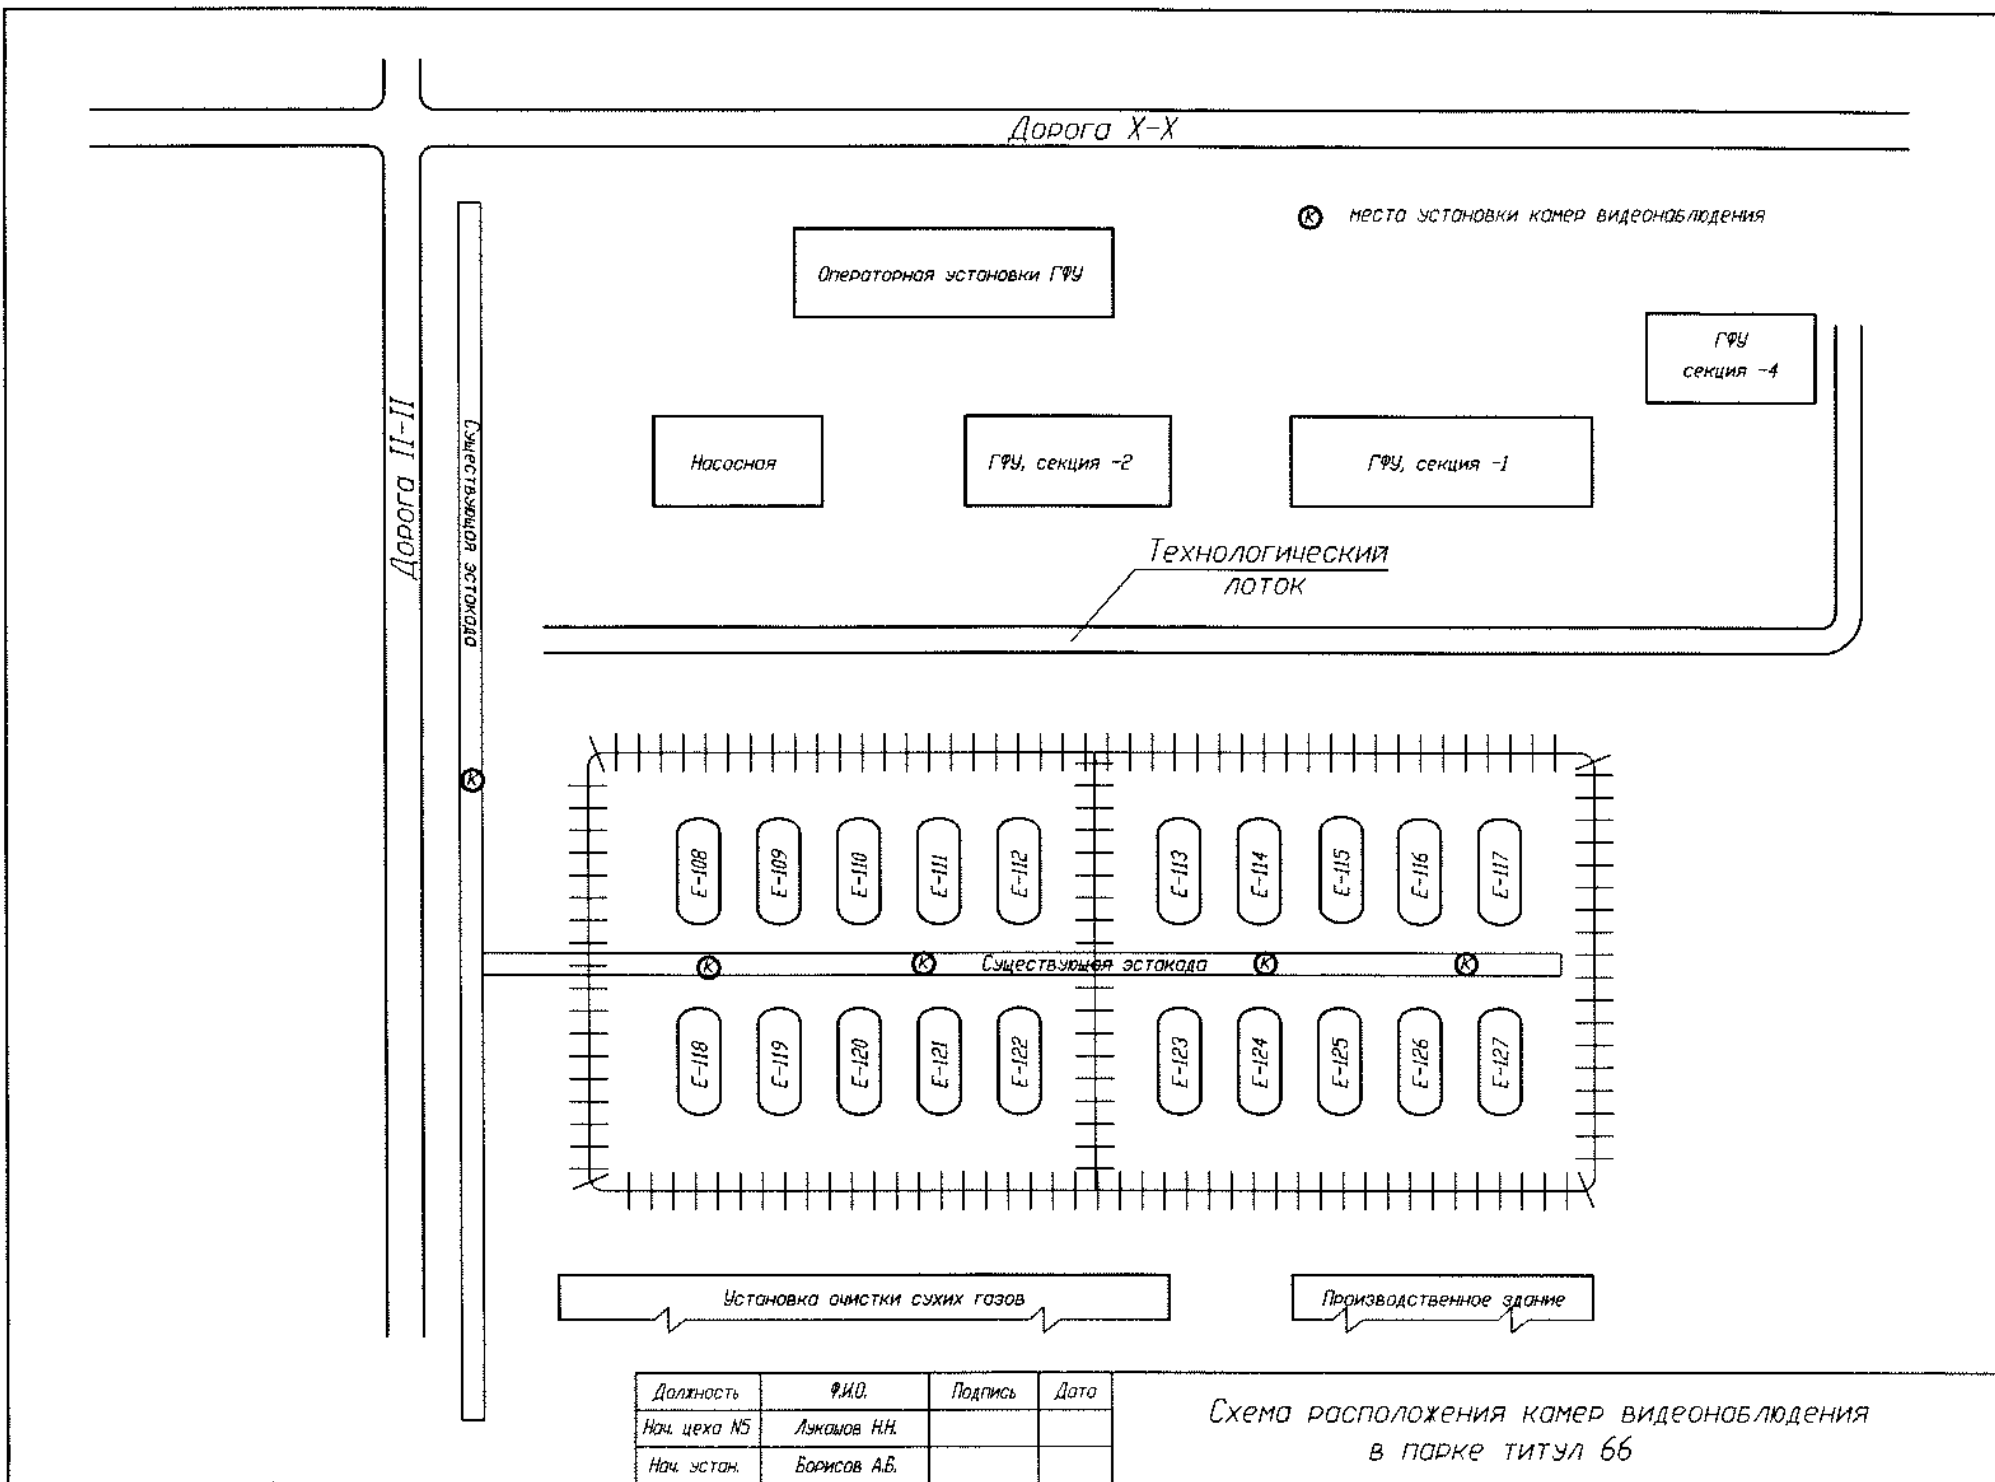 Дорога X-X
К места установки камер видеонаблюдения
Операторная установки ГФУ
ГФУ
секция -4
Дорога II-II
Существующая эстакада
Насосная
ГФУ, секция -2
ГФУ, секция -1
Технологический
лоток
К
Е-108 Е-109 Е-110 Е-111 Е-112 Е-113 Е-114 Е-115 Е-116 Е-117
К К Существующая эстакада К К
Е-118 Е-119 Е-120 Е-121 Е-122 Е-123 Е-124 Е-125 Е-126 Е-127
Установка очистки сухих газов
Производственное здание
Должность Ф.И.О. Подпись Дата
Нач. цеха N5 Лукашов Н.Н.
Нач. устан. Борисов А.Б.
Схема расположения камер видеонаблюдения
в парке титул 66